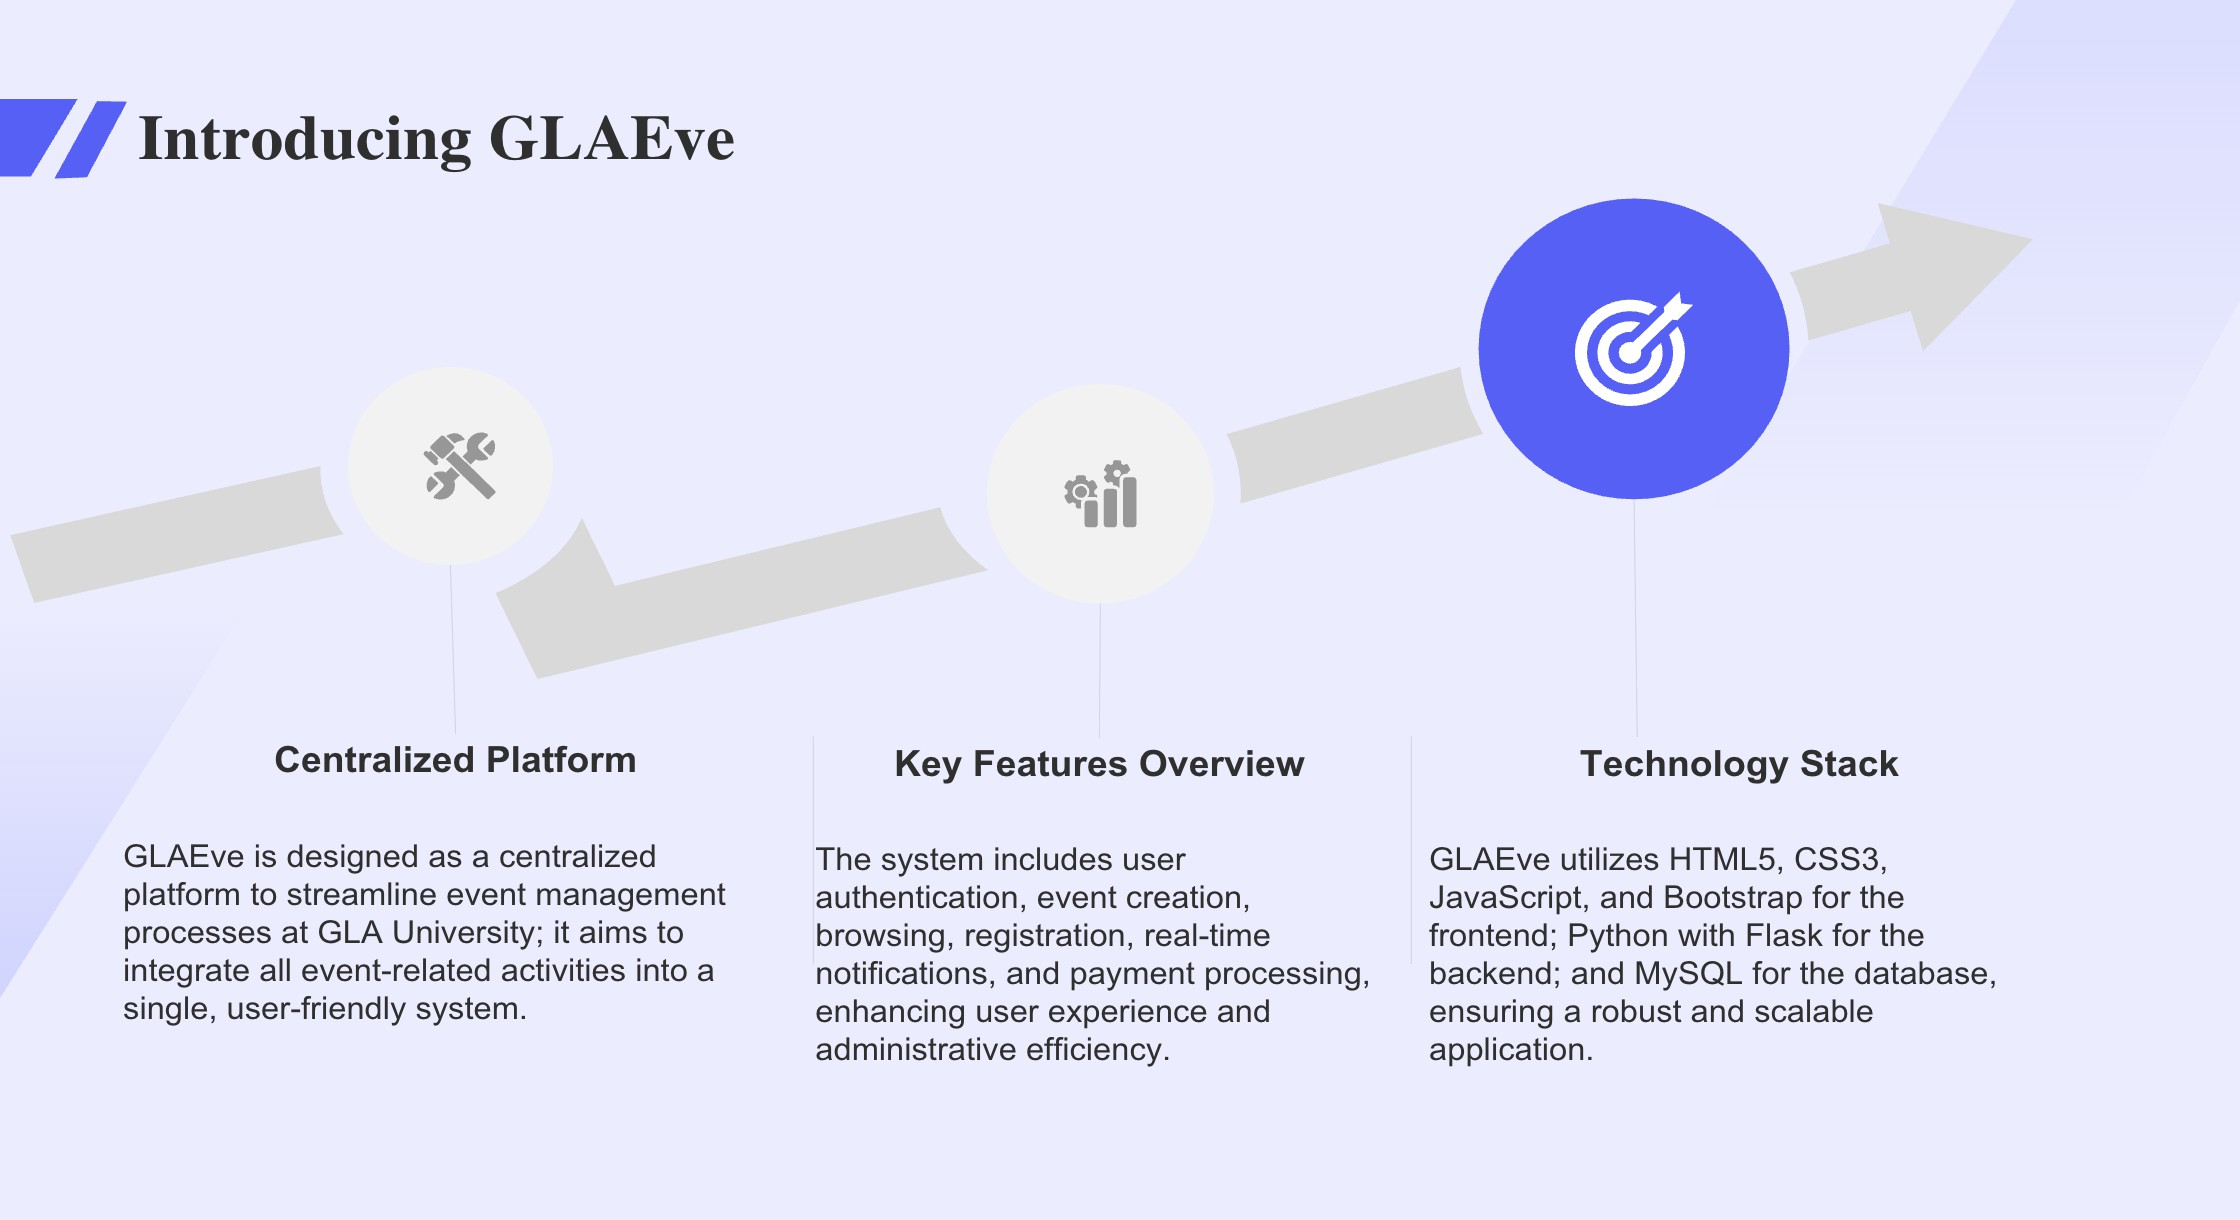 Introducing GLAEve
Centralized Platform
GLAEve is designed as a centralized
platform to streamline event management
processes at GLA University; it aims to
integrate all event-related activities into a
single, user-friendly system.
Key Features Overview
The system includes user
authentication, event creation,
browsing, registration, real-time
notifications, and payment processing,
enhancing user experience and
administrative efficiency.
Technology Stack
GLAEve utilizes HTML5, CSS3,
JavaScript, and Bootstrap for the
frontend; Python with Flask for the
backend; and MySQL for the database,
ensuring a robust and scalable
application.